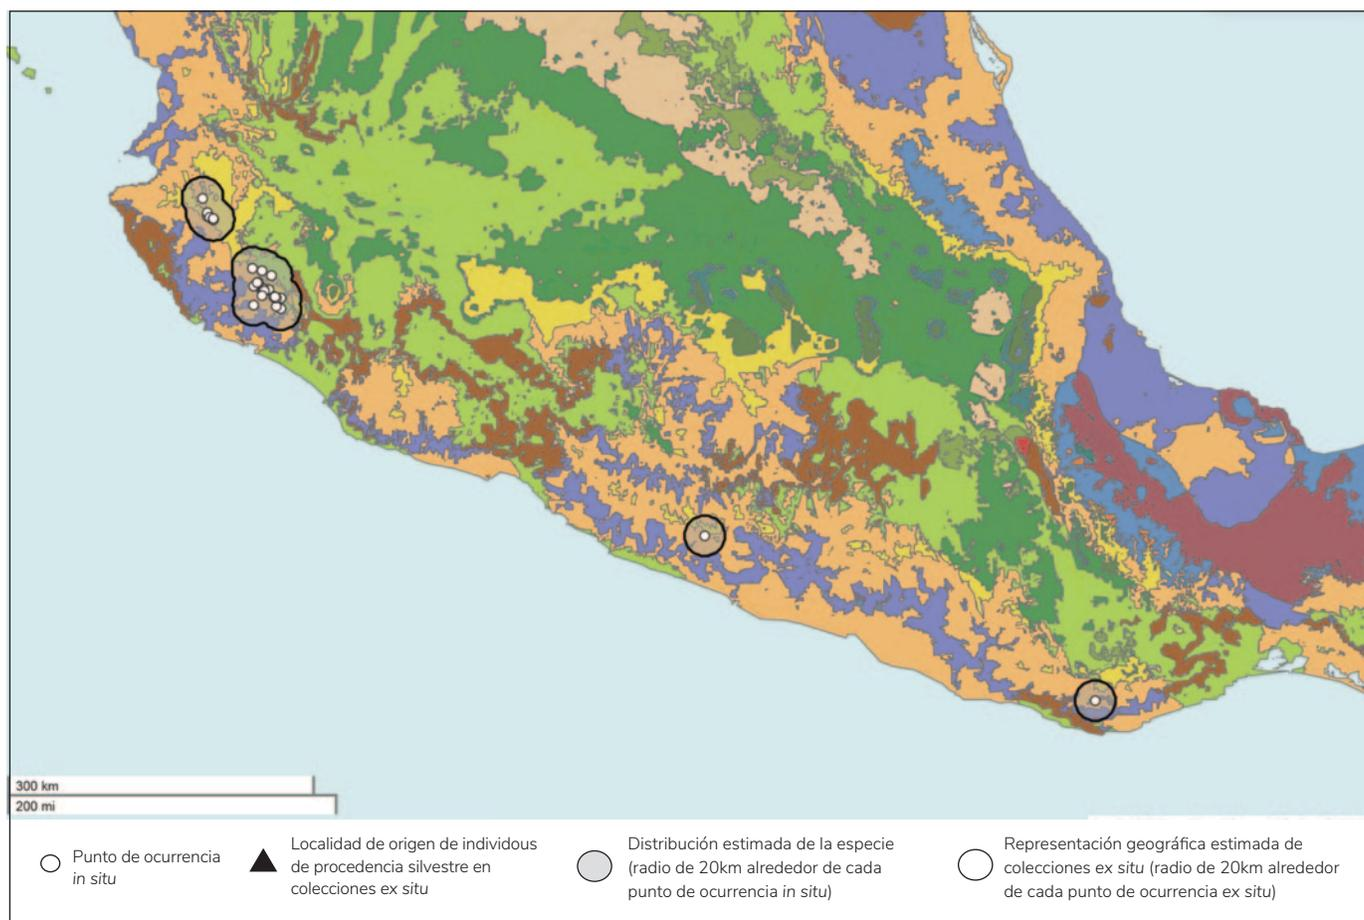 300 km
200 mi
Punto de ocurrencia
in situ
Localidad de origen de individous
de procedencia silvestre en
colecciones ex situ
Distribución estimada de la especie
(radio de 20km alrededor de cada
punto de ocurrencia in situ)
Representación geográfica estimada de
colecciones ex situ (radio de 20km alrededor
de cada punto de ocurrencia ex situ)